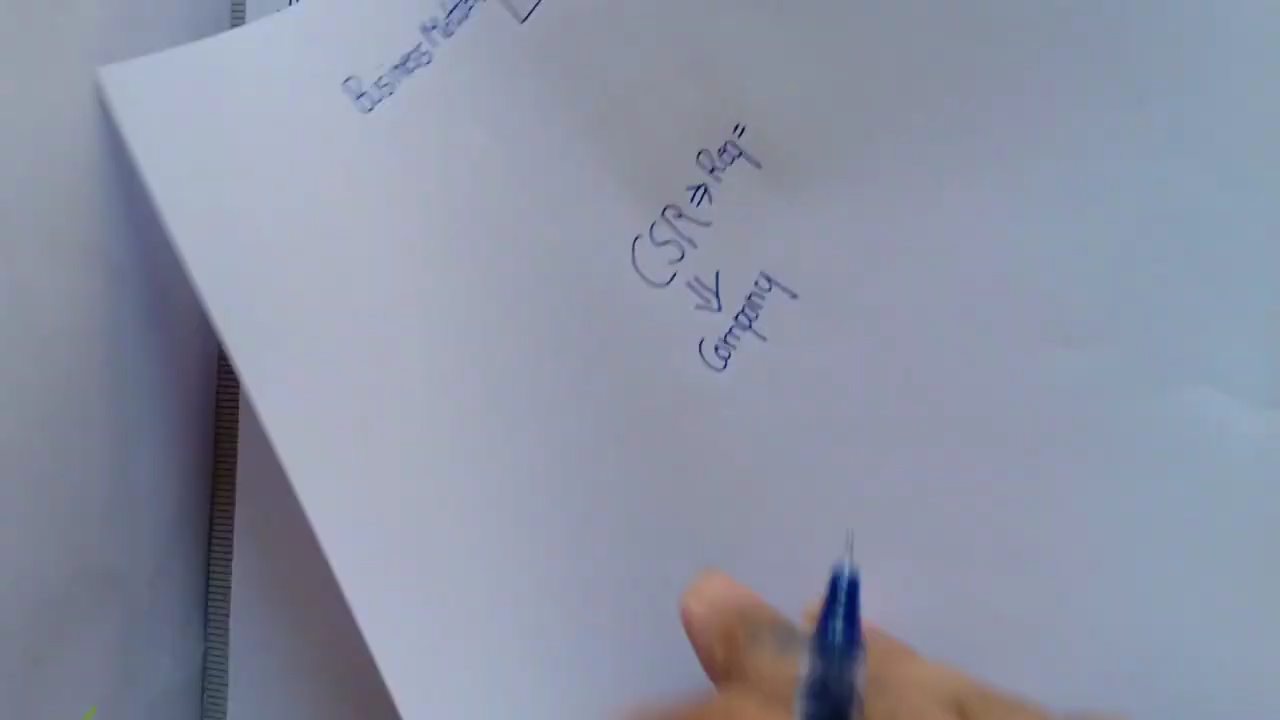 Business
CSR ⇒ Req=
⇓
Company